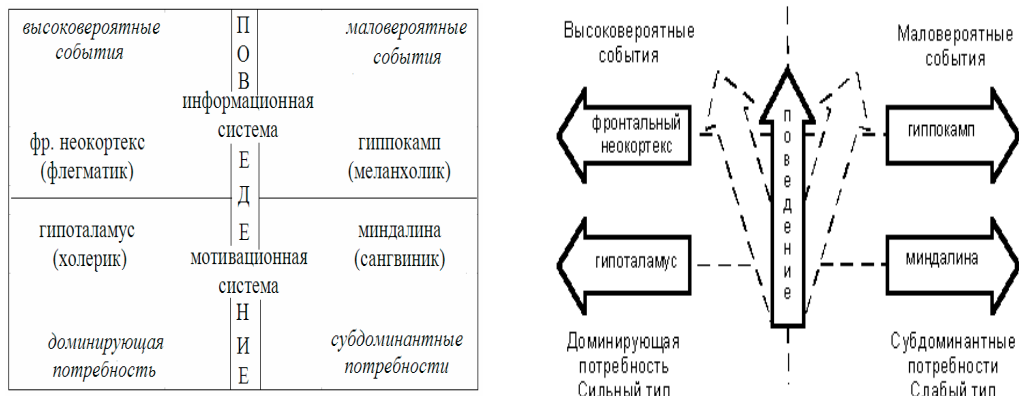 высоковероятные
события
П
О
В
маловероятные
события
информационная
система
фр. неокортекс
(флегматик)
Е
Д
гиппокамп
(меланхолик)
гипоталамус
(холерик)
Е
миндалина
(сангвиник)
мотивационная
система
доминирующая
потребность
Н
И
Е
субдоминантные
потребности
Высоковероятные
события
Маловероятные
события
фронтальный
неокортекс
поведение
гиппокамп
гипоталамус
миндалина
Доминирующая
потребность
Сильный тип
Субдоминантные
потребности
Слабый тип